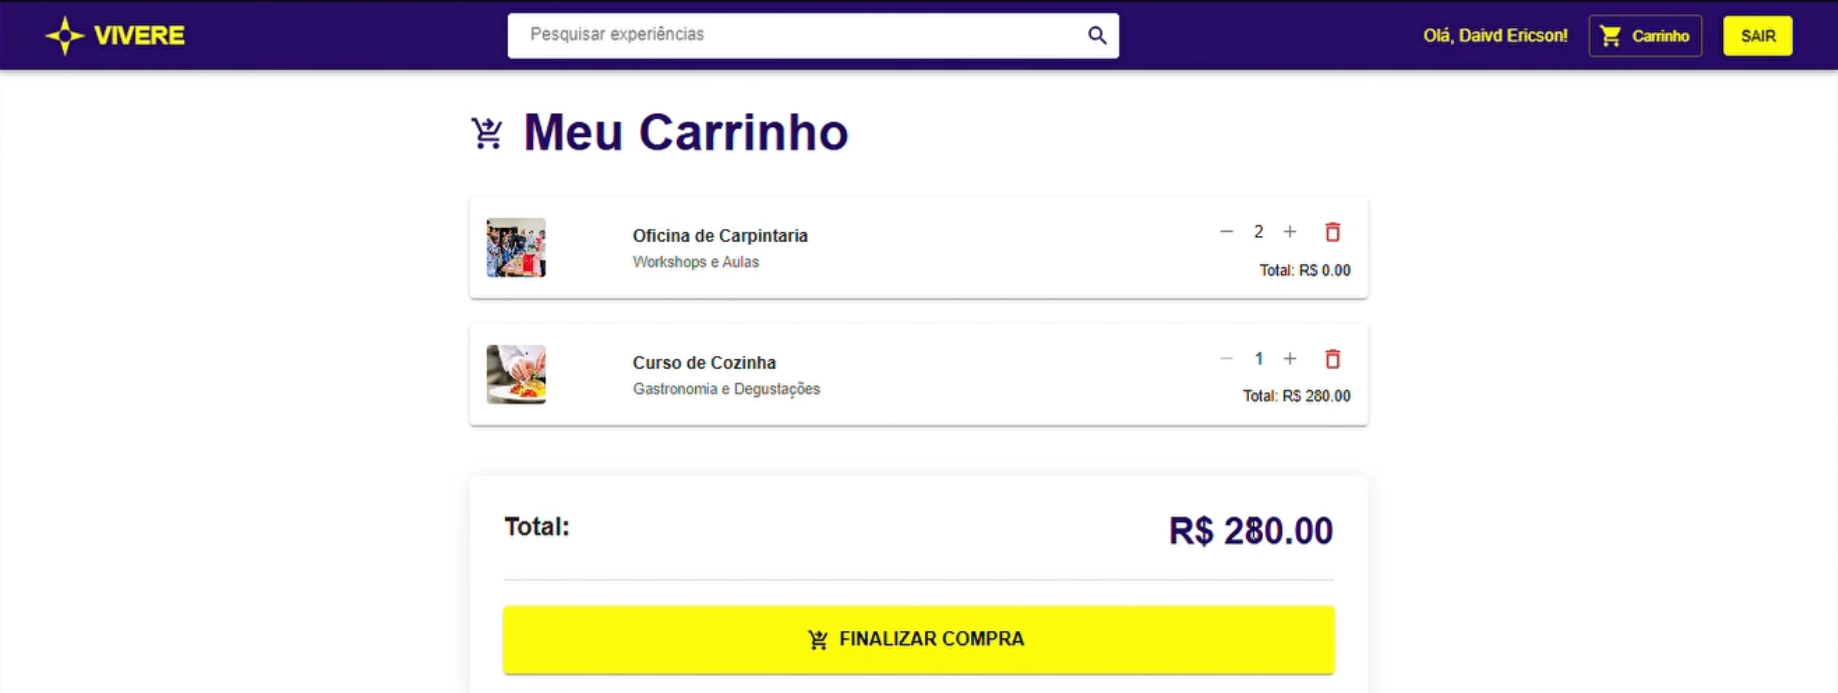 VIVERE
Pesquisar experiências
Olá, Daivd Ericson!
Carrinho
SAIR
Meu Carrinho
Oficina de Carpintaria
Workshops e Aulas
2
Total: R$ 0.00
Curso de Cozinha
Gastronomia e Degustações
1
Total: R$ 280.00
Total:
R$ 280.00
FINALIZAR COMPRA